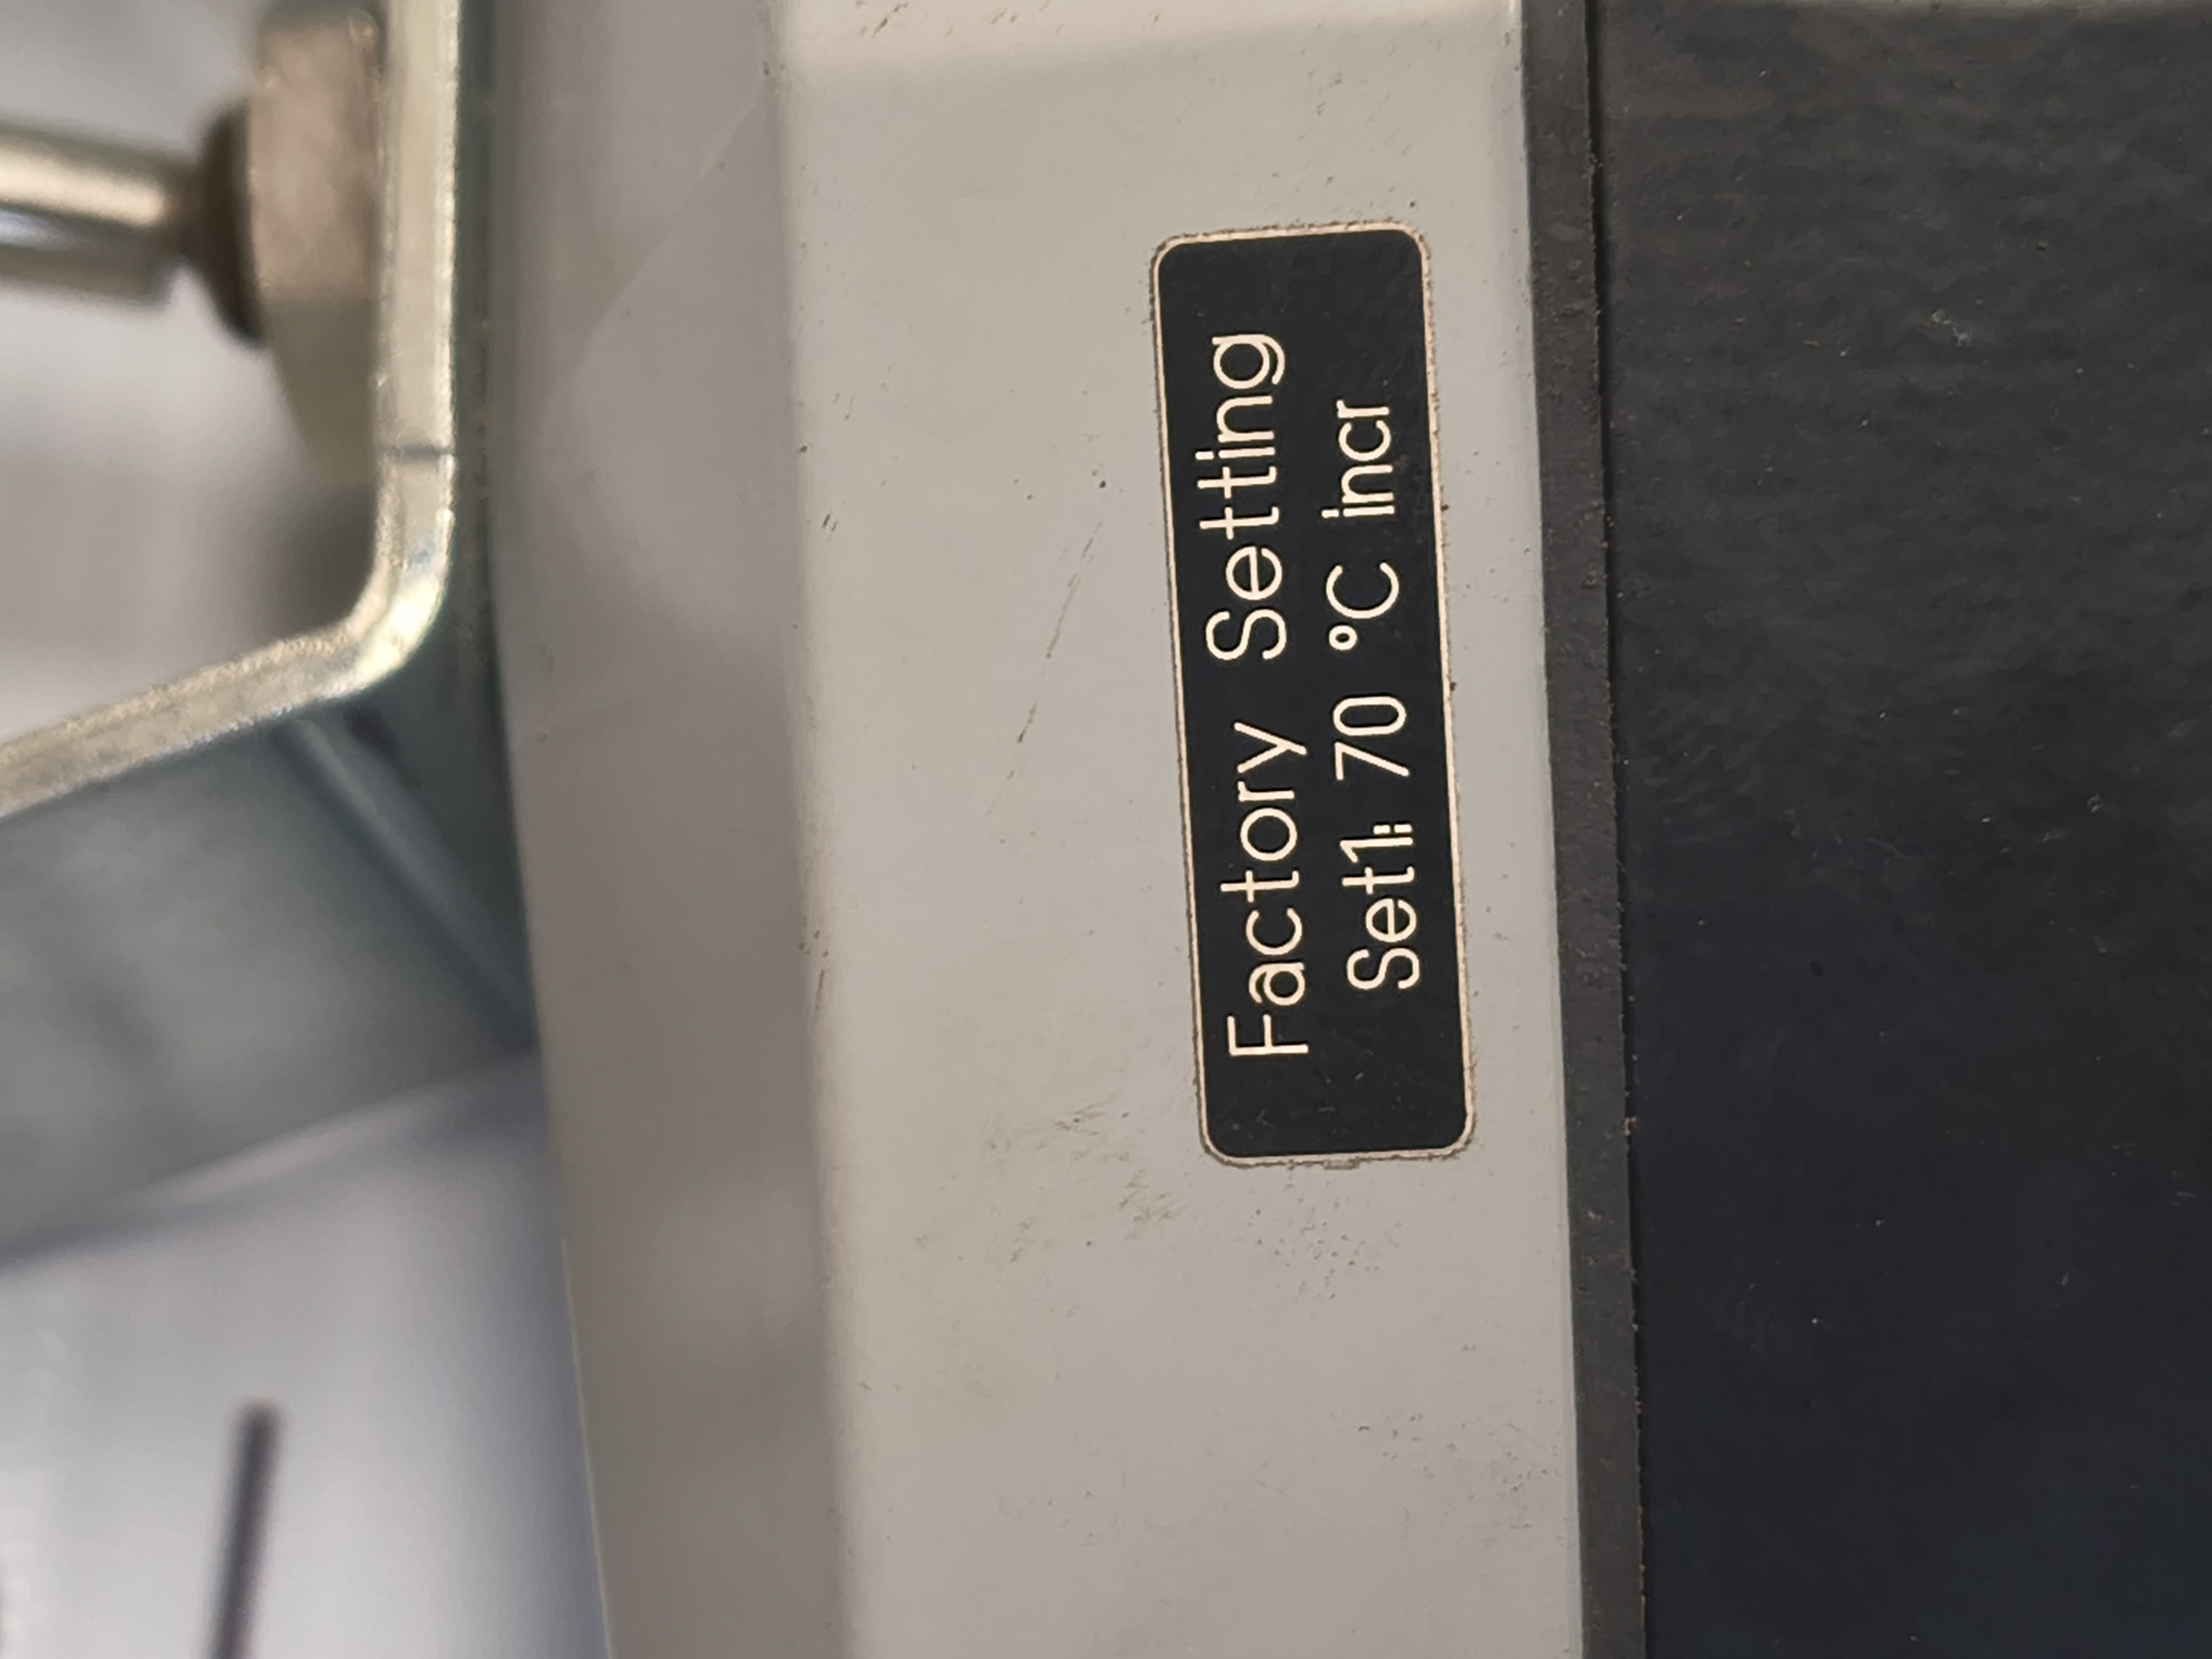 Factory Setting
Set1: 70 °C incr